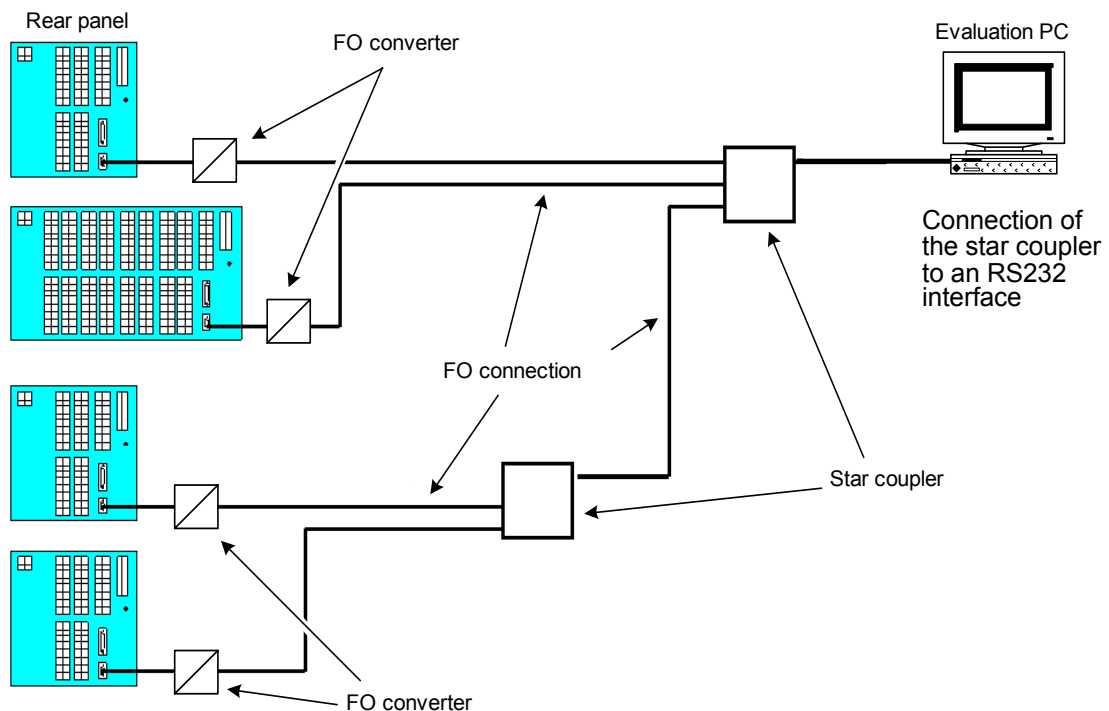 Rear panel
FO converter
Evaluation PC
Connection of
the star coupler
to an RS232
interface
FO connection
Star coupler
FO converter